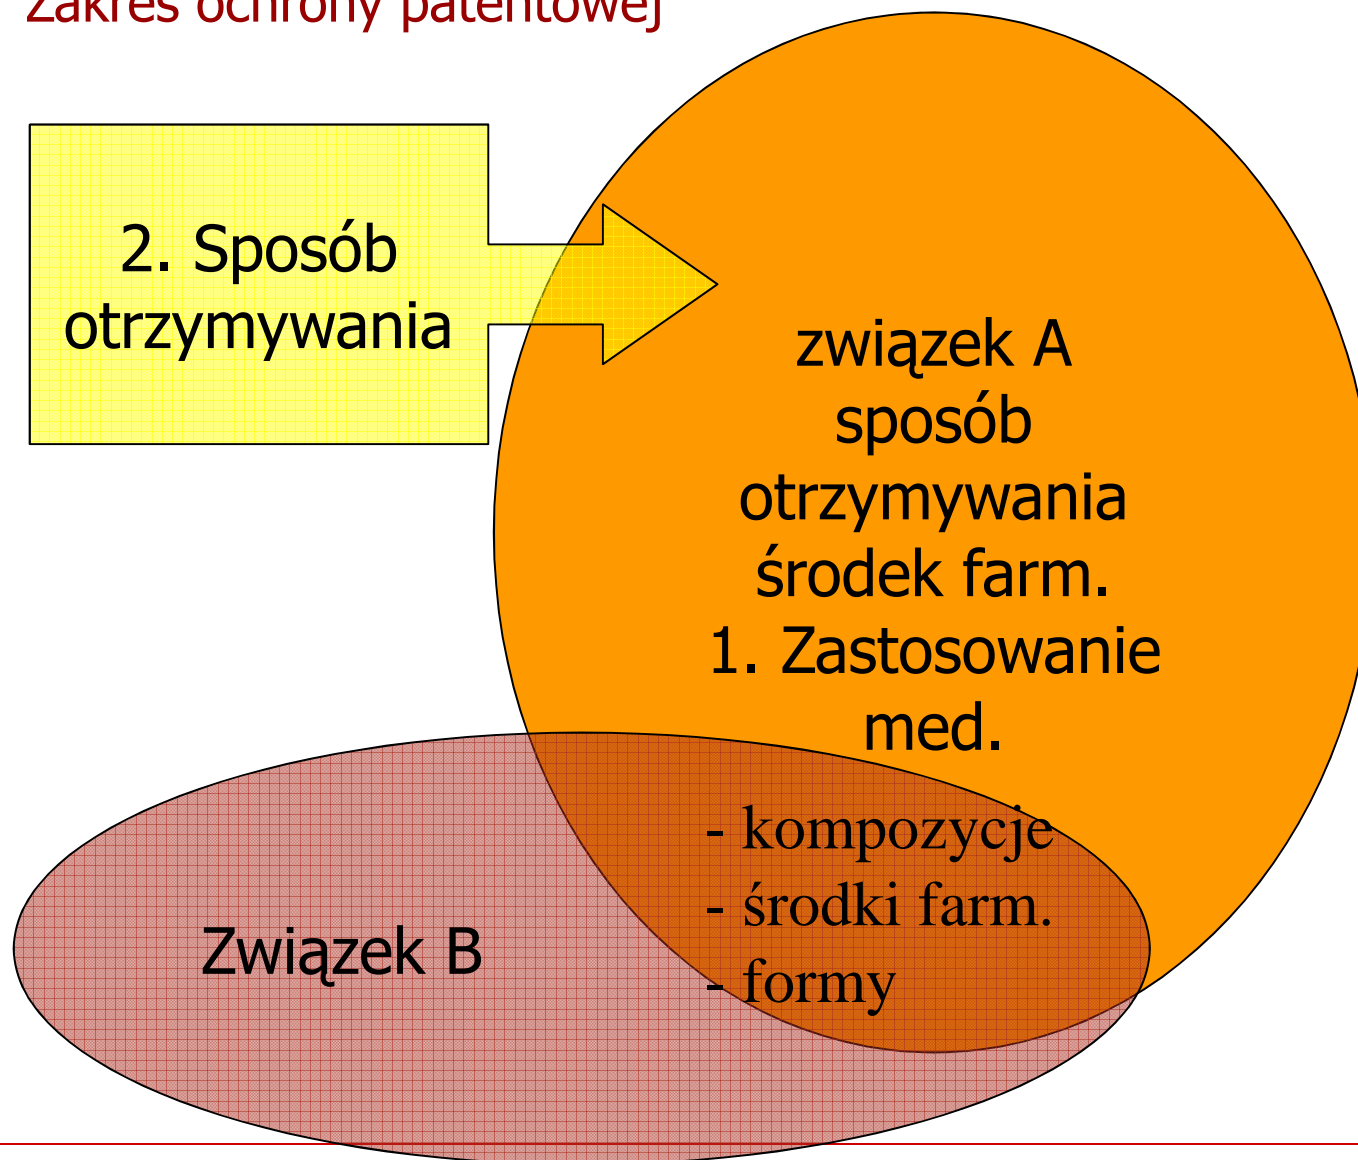 Zakres ochrony patentowej
2. Sposób
otrzymywania
związek A
sposób
otrzymywania
środek farm.
1. Zastosowanie
med.
- kompozycje
- środki farm.
- formy
Związek B